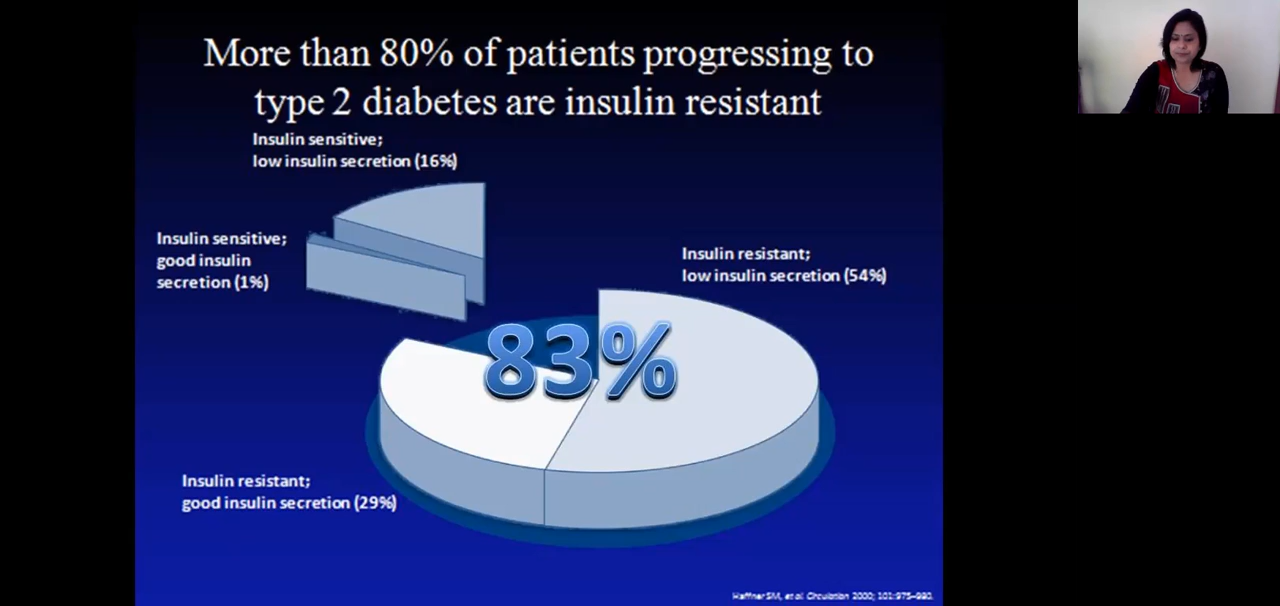 More than 80% of patients progressing to
type 2 diabetes are insulin resistant
Insulin sensitive;
low insulin secretion (16%)
Insulin sensitive;
good insulin
secretion (1%)
Insulin resistant;
low insulin secretion (54%)
83%
Insulin resistant;
good insulin secretion (29%)
Haffner SM, et al. Circulation 2000; 101:975–980.